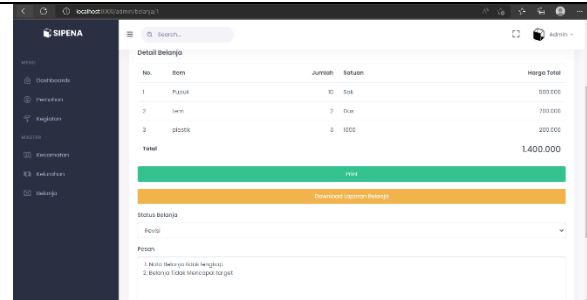 localhost:8000/admin/belanja/1
SIPENA
Search...
Admin
MENU
Dashboards
Pemohon
Kegiatan
MASTER
Kecamatan
Kelurahan
Belanja
Detail Belanja
No. Item Jumlah Satuan Harga Total
1 Pupuk 10 Sak 500.000
2 Lem 2 Dus 700.000
3 plastik 3 1000 200.000
Total 1.400.000
Print
Download Laporan Belanja
Status Belanja
Revisi
Pesan
1. Nota Belanja tidak lengkap
2. Belanja Tidak Mencapai target